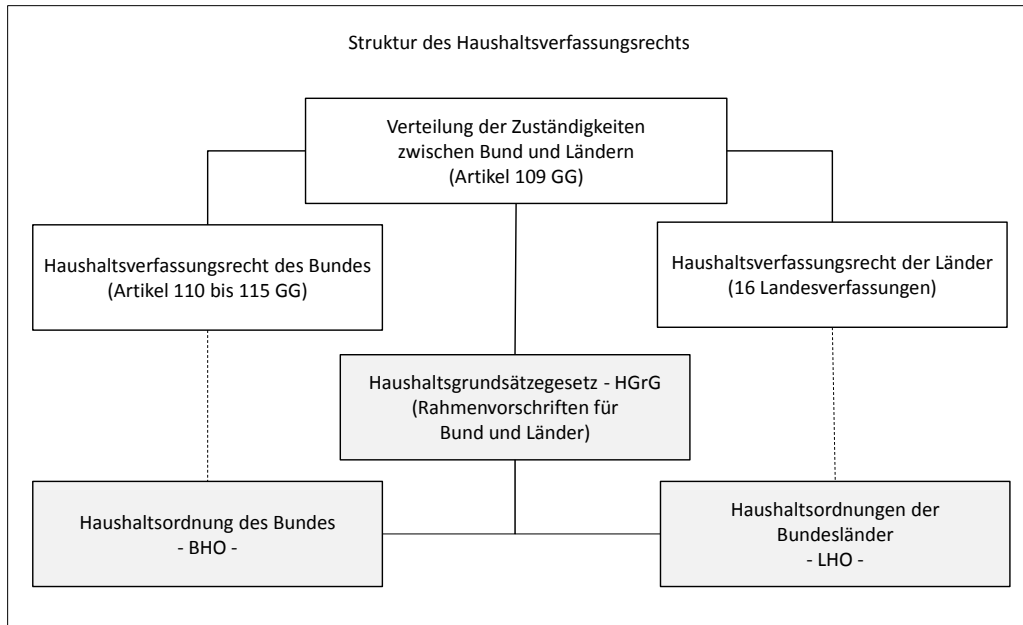 Struktur des Haushaltsverfassungsrechts
Verteilung der Zuständigkeiten
zwischen Bund und Ländern
(Artikel 109 GG)
Haushaltsverfassungsrecht des Bundes
(Artikel 110 bis 115 GG)
Haushaltsverfassungsrecht der Länder
(16 Landesverfassungen)
Haushaltsgrundsätzegesetz - HGrG
(Rahmenvorschriften für
Bund und Länder)
Haushaltsordnung des Bundes
- BHO -
Haushaltsordnungen der
Bundesländer
- LHO -